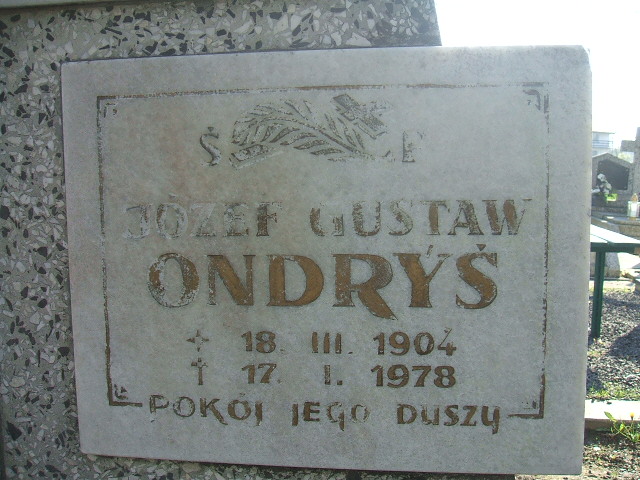 Ś P
JÓZEF GUSTAW
ONDRYŚ
18. III. 1904
† 17. I. 1978
POKÓJ JEGO DUSZY